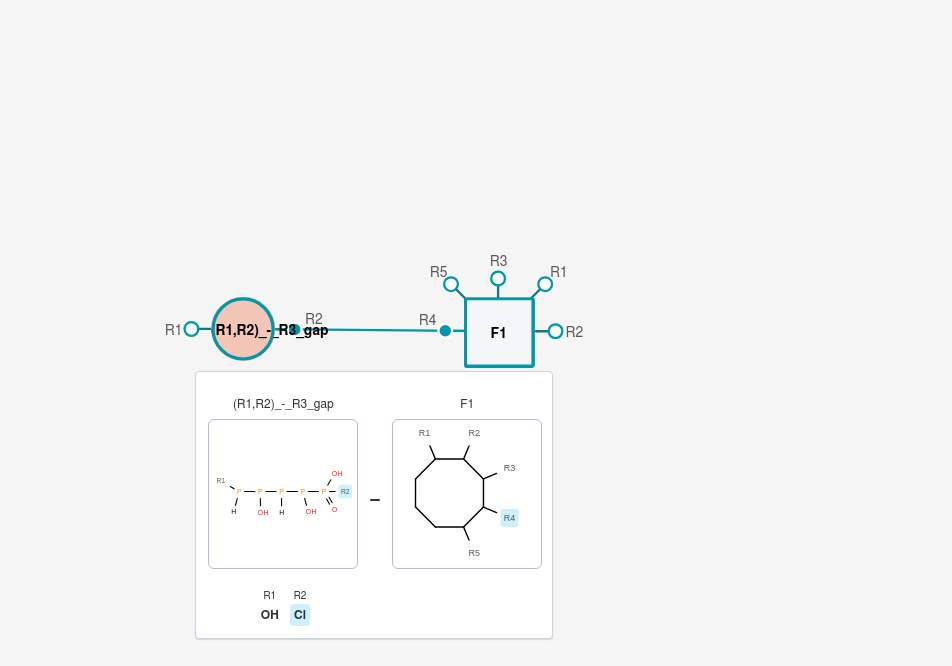 R5 R3 R1
R1 R1,R2)_-_R3_gap R2 R4 F1 R2
(R1,R2)_-_R3_gap F1
R1 P P P P P R2 OH
H OH H OH O
R1 R2
R3
R4
R5
R1 R2
OH Cl